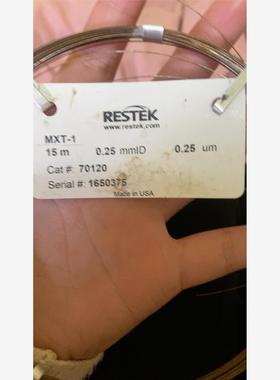 RESTEK
www.restek.com
MXT-1
15 m 0.25 mmID 0.25 um
Cat #: 70120
Serial #: 1650375
Made in USA